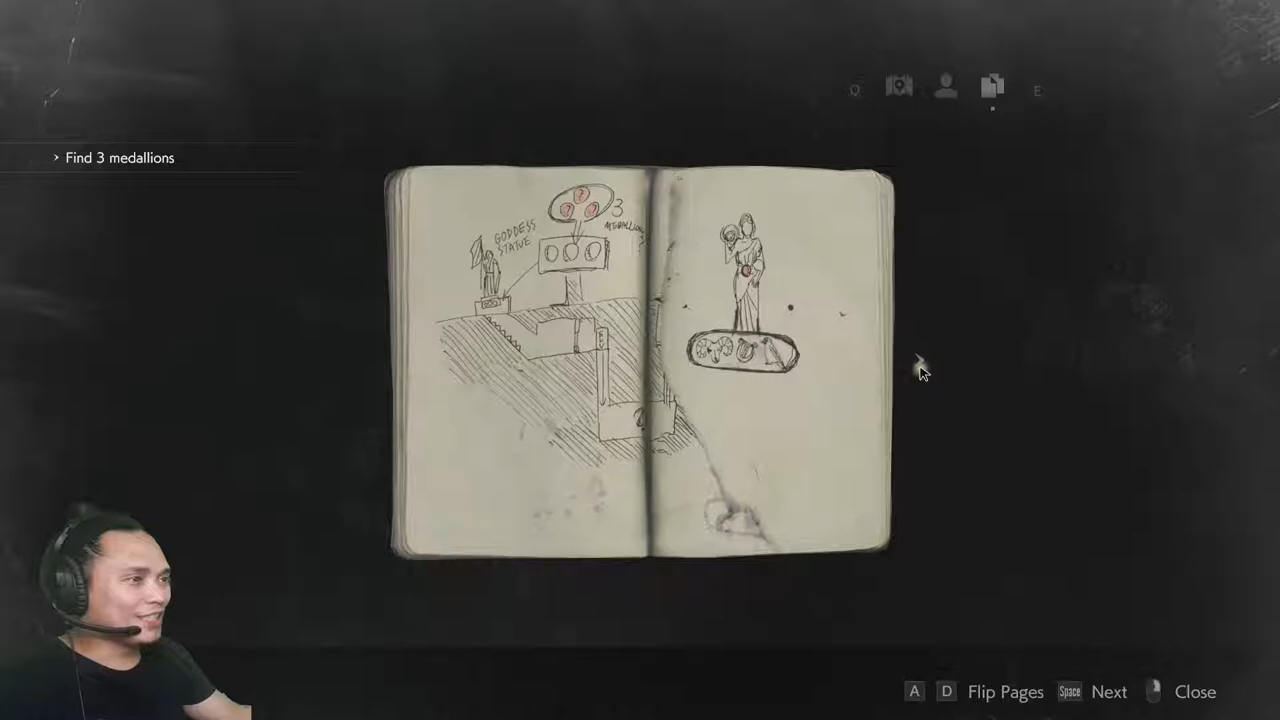 Q
E
> Find 3 medallions
3
MEDALLIONS
?
GODDESS
STATUE
A D Flip Pages Space Next Close